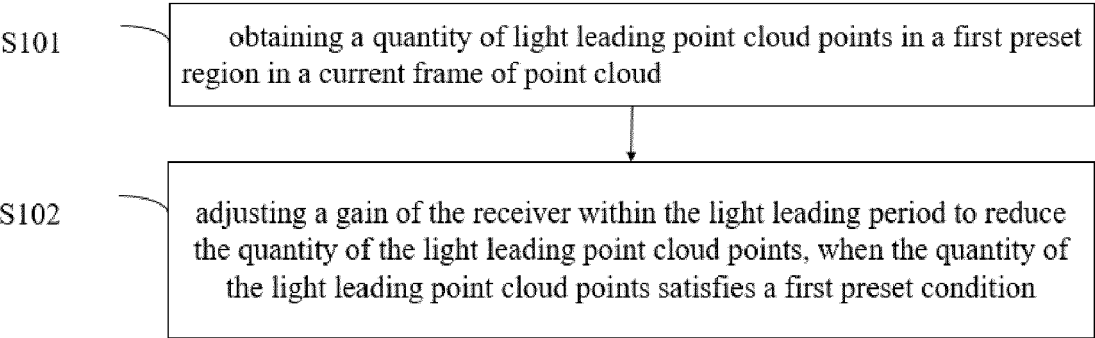 S101
obtaining a quantity of light leading point cloud points in a first preset
region in a current frame of point cloud
S102
adjusting a gain of the receiver within the light leading period to reduce
the quantity of the light leading point cloud points, when the quantity of
the light leading point cloud points satisfies a first preset condition